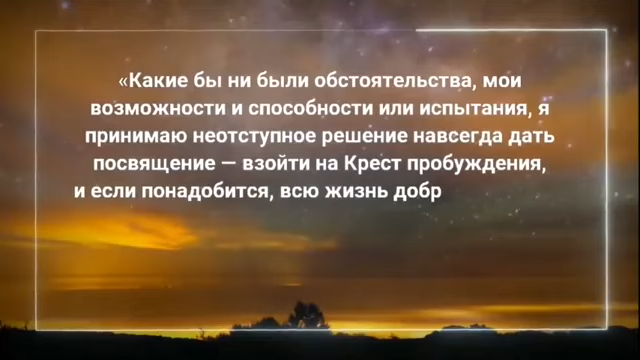 «Какие бы ни были обстоятельства, мои
возможности и способности или испытания, я
принимаю неотступное решение навсегда дать
посвящение — взойти на Крест пробуждения,
и если понадобится, всю жизнь добр